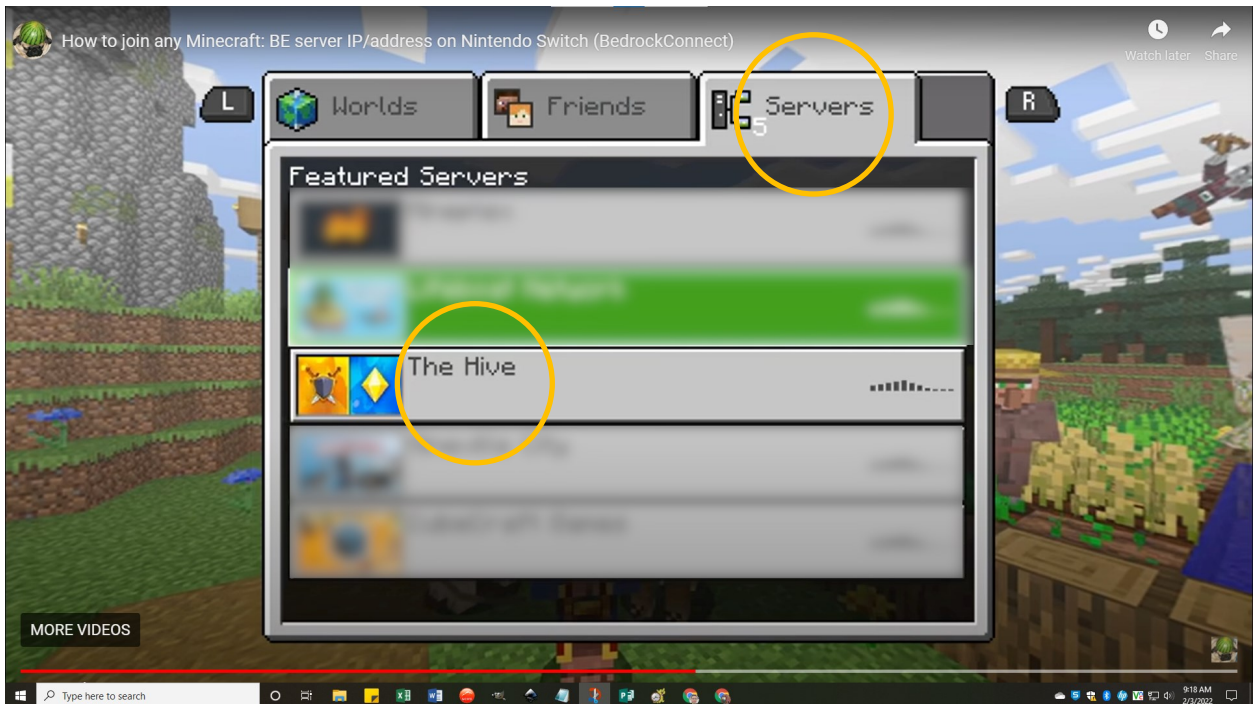 How to join any Minecraft: BE server IP/address on Nintendo Switch (BedrockConnect)
Watch later Share
L Worlds Friends Servers R
5
Featured Servers
The Hive
MORE VIDEOS
Type here to search
9:18 AM
2/3/2022